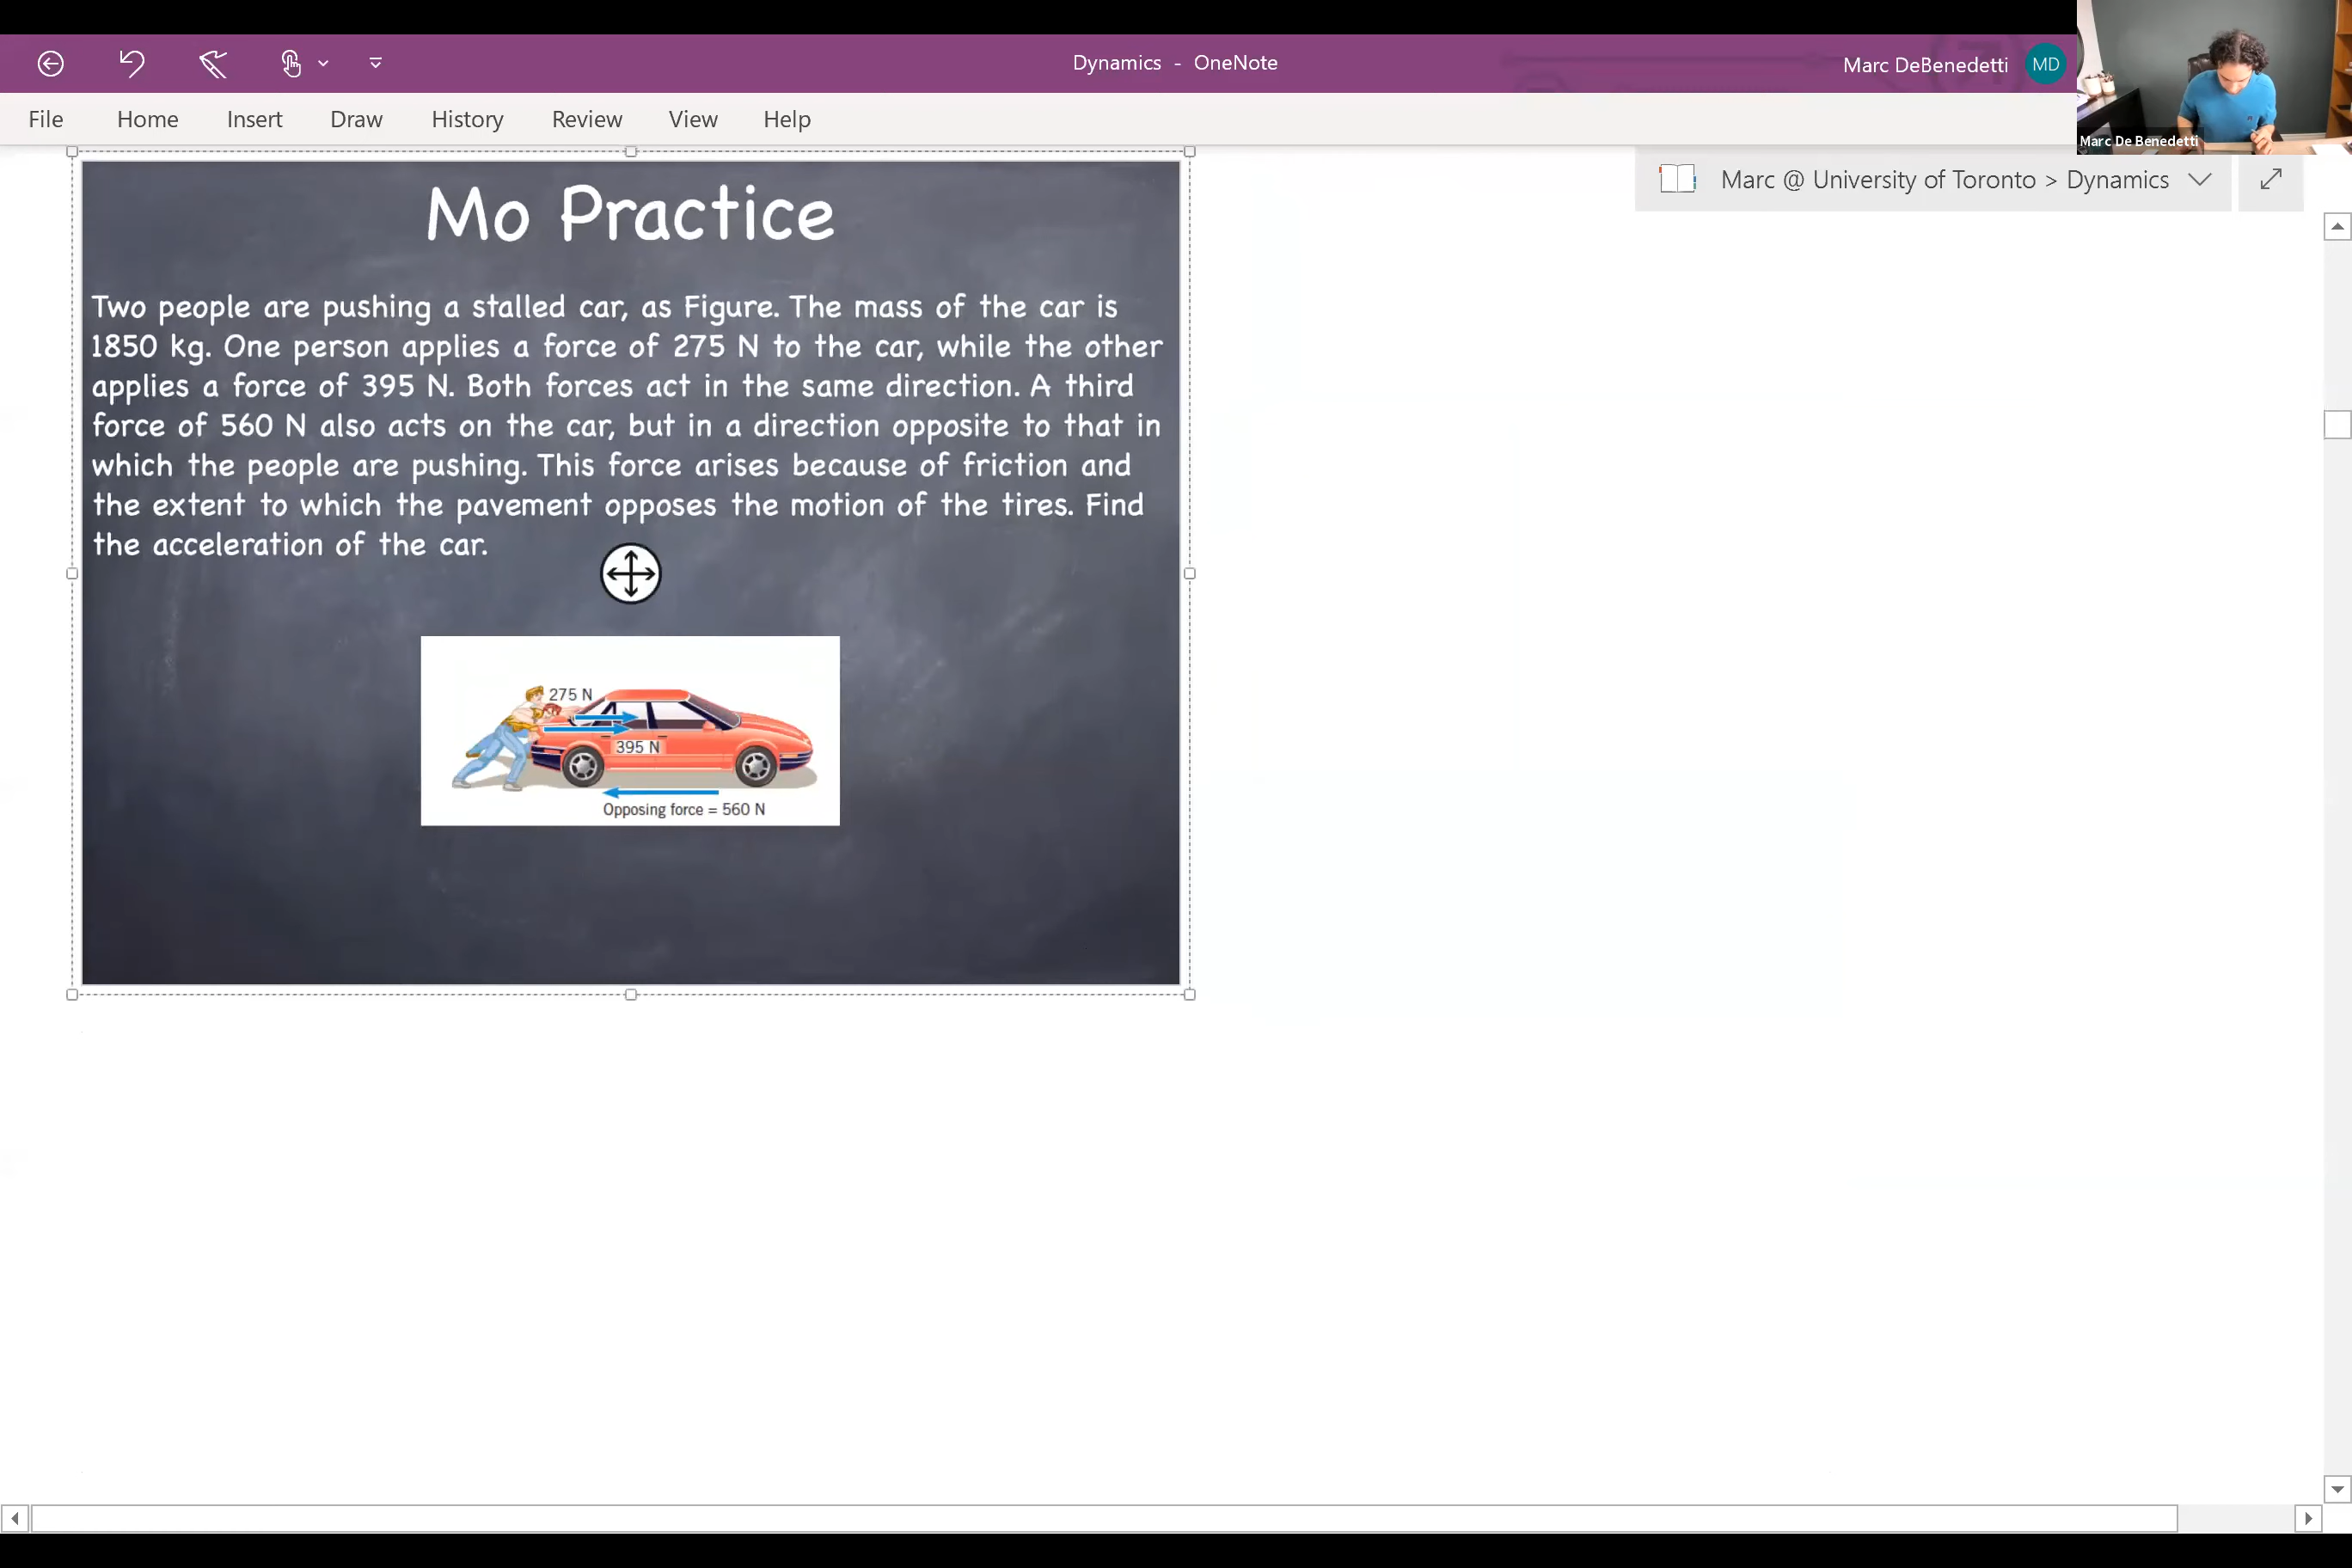 Dynamics - OneNote
Marc DeBenedetti MD
Marc De Benedetti
File Home Insert Draw History Review View Help
Marc @ University of Toronto > Dynamics
Mo Practice
Two people are pushing a stalled car, as Figure. The mass of the car is
1850 kg. One person applies a force of 275 N to the car, while the other
applies a force of 395 N. Both forces act in the same direction. A third
force of 560 N also acts on the car, but in a direction opposite to that in
which the people are pushing. This force arises because of friction and
the extent to which the pavement opposes the motion of the tires. Find
the acceleration of the car.
275 N
395 N
Opposing force = 560 N